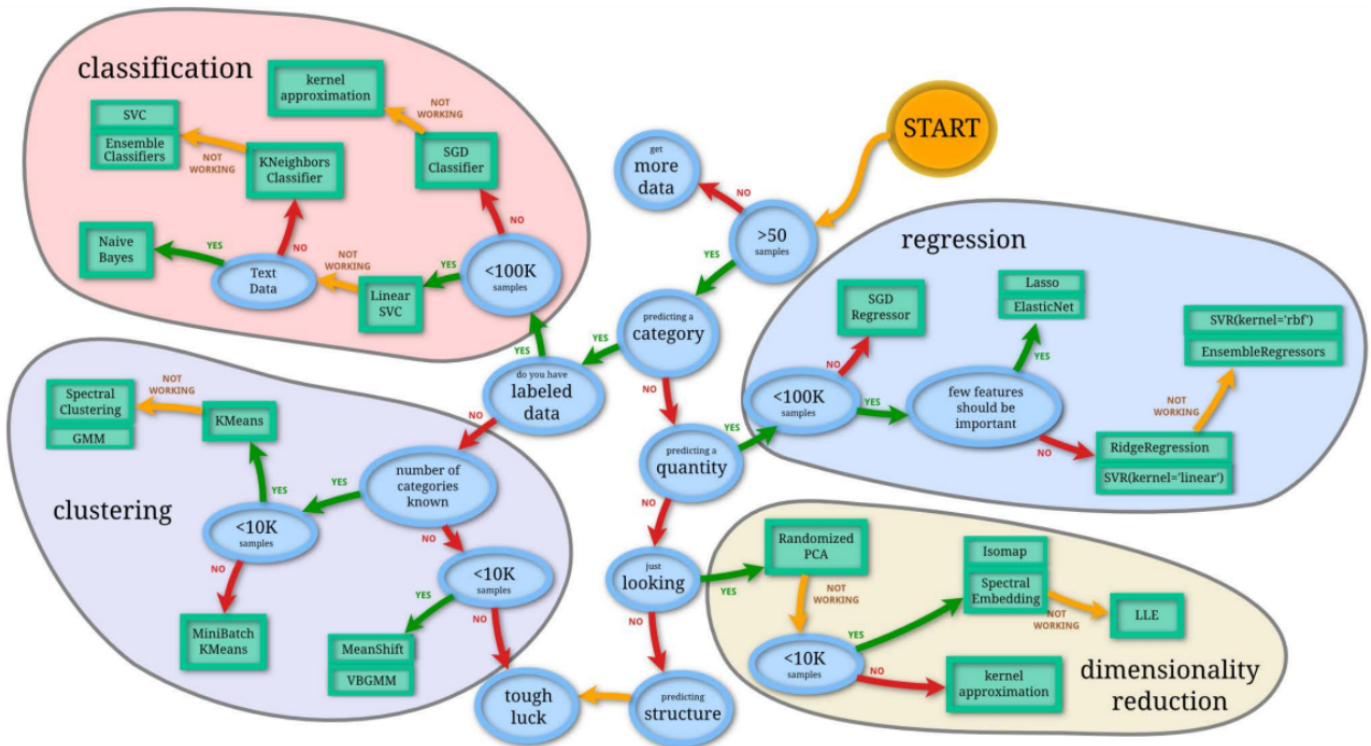 classification
kernel
approximation
NOT
WORKING
SVC
Ensemble
Classifiers
NOT
WORKING
KNeighbors
Classifier
SGD
Classifier
NO
Naive
Bayes
YES
NO
Text
Data
NOT
WORKING
Linear
SVC
YES
<100K
samples
YES
START
get
more
data
NO
>50
samples
YES
predicting a
category
YES
NO
do you have
labeled
data
NO
predicting a
quantity
YES
NO
just
looking
YES
NO
predicting
structure
tough
luck
regression
SGD
Regressor
NO
<100K
samples
YES
Lasso
ElasticNet
YES
few features
should be
important
NO
SVR(kernel='rbf')
EnsembleRegressors
NOT
WORKING
RidgeRegression
SVR(kernel='linear')
clustering
Spectral
Clustering
GMM
NOT
WORKING
KMeans
YES
<10K
samples
NO
MiniBatch
KMeans
YES
number of
categories
known
NO
<10K
samples
YES
NO
MeanShift
VBGMM
Randomized
PCA
NOT
WORKING
<10K
samples
YES
NO
Isomap
Spectral
Embedding
NOT
WORKING
LLE
kernel
approximation
dimensionality
reduction